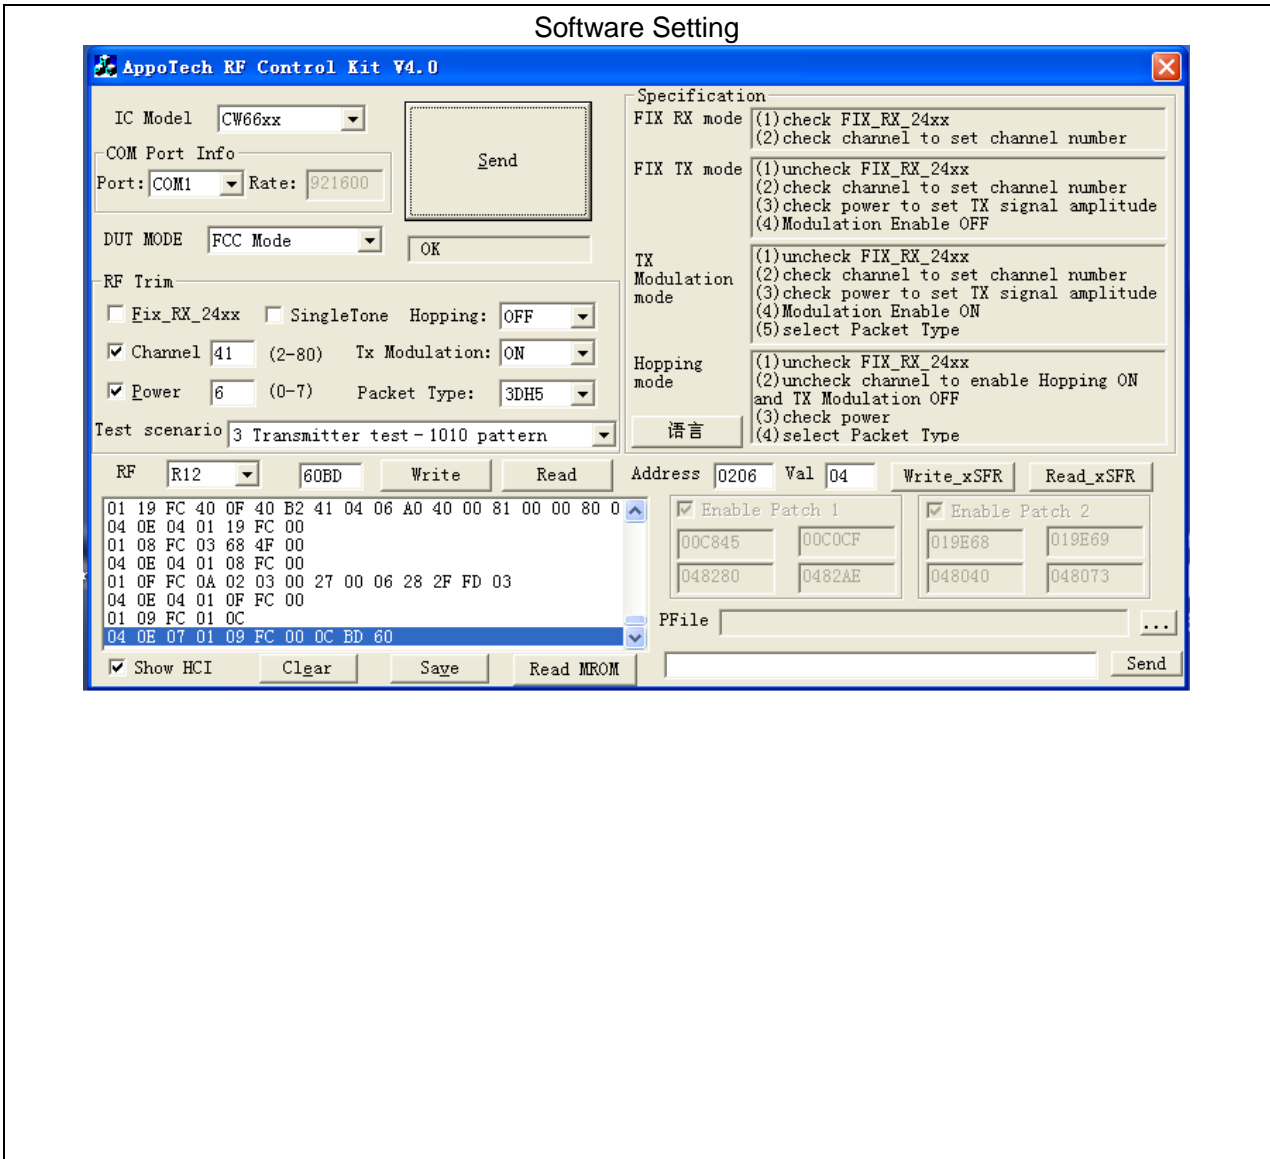 Software Setting
AppoTech RF Control Kit V4.0
IC Model CW66xx
COM Port Info
Port: COM1 Rate: 921600
Send
DUT MODE FCC Mode
OK
RF Trim
Fix_RX_24xx SingleTone Hopping: OFF
Channel 41 (2-80) Tx Modulation: ON
Power 6 (0-7) Packet Type: 3DH5
Test scenario 3 Transmitter test-1010 pattern
Specification
FIX RX mode (1)check FIX_RX_24xx
(2)check channel to set channel number
FIX TX mode (1)uncheck FIX_RX_24xx
(2)check channel to set channel number
(3)check power to set TX signal amplitude
(4)Modulation Enable OFF
TX Modulation mode
(1)uncheck FIX_RX_24xx
(2)check channel to set channel number
(3)check power to set TX signal amplitude
(4)Modulation Enable ON
(5)select Packet Type
Hopping mode
(1)uncheck FIX_RX_24xx
(2)uncheck channel to enable Hopping ON
and TX Modulation OFF
(3)check power
(4)select Packet Type
语言
RF R12 60BD Write Read
Address 0206 Val 04 Write_xSFR Read_xSFR
01 19 FC 40 0F 40 B2 41 04 06 A0 40 00 81 00 00 80 0
04 0E 04 01 19 FC 00
01 08 FC 03 68 4F 00
04 0E 04 01 08 FC 00
01 0F FC 0A 02 03 00 27 00 06 28 2F FD 03
04 0E 04 01 0F FC 00
01 09 FC 01 0C
04 0E 07 01 09 FC 00 0C BD 60
Enable Patch 1
00C845 00C0CF
048280 0482AE
Enable Patch 2
019E68 019E69
048040 048073
PFile ...
Show HCI Clear Save Read MROM
Send